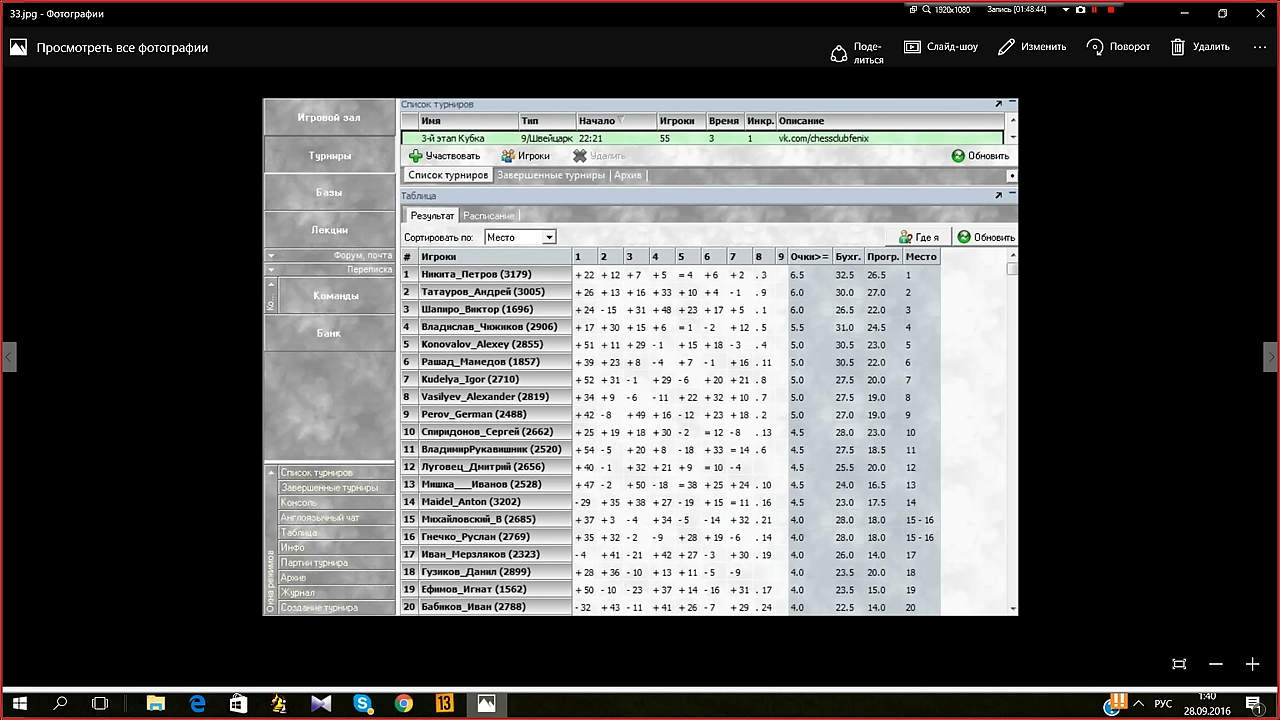 33.jpg - Фотографии
1920x1080 Запись [01:48:44]
Просмотреть все фотографии
Поде-
литься
Слайд-шоу
Изменить
Поворот
Удалить
Игровой зал
Турниры
Базы
Лекции
Форум, почта
Переписка
Ко...
Команды
Банк
Окна режимов
Список турниров
Завершенные турниры
Консоль
Англоязычный чат
Таблица
Инфо
Партии турнира
Архив
Журнал
Создание турнира
Список турниров
Имя Тип Начало Игроки Время Инкр. Описание
3-й этап Кубка 9/Швейцарк 22:21 55 3 1 vk.com/chessclubfenix
Участвовать Игроки Удалить Обновить
Список турниров Завершенные турниры Архив
Таблица
Результат Расписание
Сортировать по: Место Где я Обновить
# Игроки 1 2 3 4 5 6 7 8 9 Очки>= Бухг. Прогр. Место
1 Никита_Петров (3179) +22 +12 +7 +5 =4 +6 +2 . 3 6.5 32.5 26.5 1
2 Татауров_Андрей (3005) +26 +13 +16 +33 +10 +4 -1 . 9 6.0 30.0 27.0 2
3 Шапиро_Виктор (1696) +24 -15 +31 +48 +23 +17 +5 . 1 6.0 26.5 22.0 3
4 Владислав_Чижиков (2906) +17 +30 +15 +6 =1 -2 +12 . 5 5.5 31.0 24.5 4
5 Konovalov_Alexey (2855) +51 +11 +29 -1 +15 +18 -3 . 4 5.0 30.5 23.0 5
6 Рашад_Мамедов (1857) +39 +23 +8 -4 +7 -1 +16 . 11 5.0 30.5 22.0 6
7 Kudelya_Igor (2710) +52 +31 -1 +29 -6 +20 +21 . 8 5.0 27.5 20.0 7
8 Vasilyev_Alexander (2819) +34 +9 -6 -11 +22 +32 +10 . 7 5.0 27.5 19.0 8
9 Perov_German (2488) +42 -8 +49 +16 -12 +23 +18 . 2 5.0 27.0 19.0 9
10 Спиридонов_Сергей (2662) +25 +19 +18 +30 -2 =12 -8 . 13 4.5 28.0 23.0 10
11 ВладимирРукавишник (2520) +54 -5 +20 +8 -18 +33 =14 . 6 4.5 27.5 18.5 11
12 Луговец_Дмитрий (2656) +40 -1 +32 +21 +9 =10 -4 4.5 25.5 20.0 12
13 Мишка___Иванов (2528) +47 -2 +50 -18 =38 +25 +24 . 10 4.5 24.0 16.5 13
14 Maidel_Anton (3202) -29 +35 +38 +27 -19 +15 =11 . 16 4.5 23.0 17.5 14
15 Михайловский_В (2685) +37 +3 -4 +34 -5 -14 +32 . 21 4.0 28.0 18.0 15 - 16
16 Гнечко_Руслан (2769) +35 +32 -2 -9 +28 +19 -6 . 14 4.0 28.0 18.0 15 - 16
17 Иван_Мерзляков (2323) -4 +41 -21 +42 +27 -3 +30 . 19 4.0 26.0 14.0 17
18 Гузиков_Данил (2899) +28 +36 -10 +13 +11 -5 -9 4.0 23.5 20.0 18
19 Ефимов_Игнат (1562) +50 -10 -23 +37 +14 -16 +31 . 17 4.0 23.5 15.0 19
20 Бабиков_Иван (2788) -32 +43 -11 +41 +26 -7 +29 . 24 4.0 22.5 14.0 20
13
РУС
1:40
28.09.2016
1